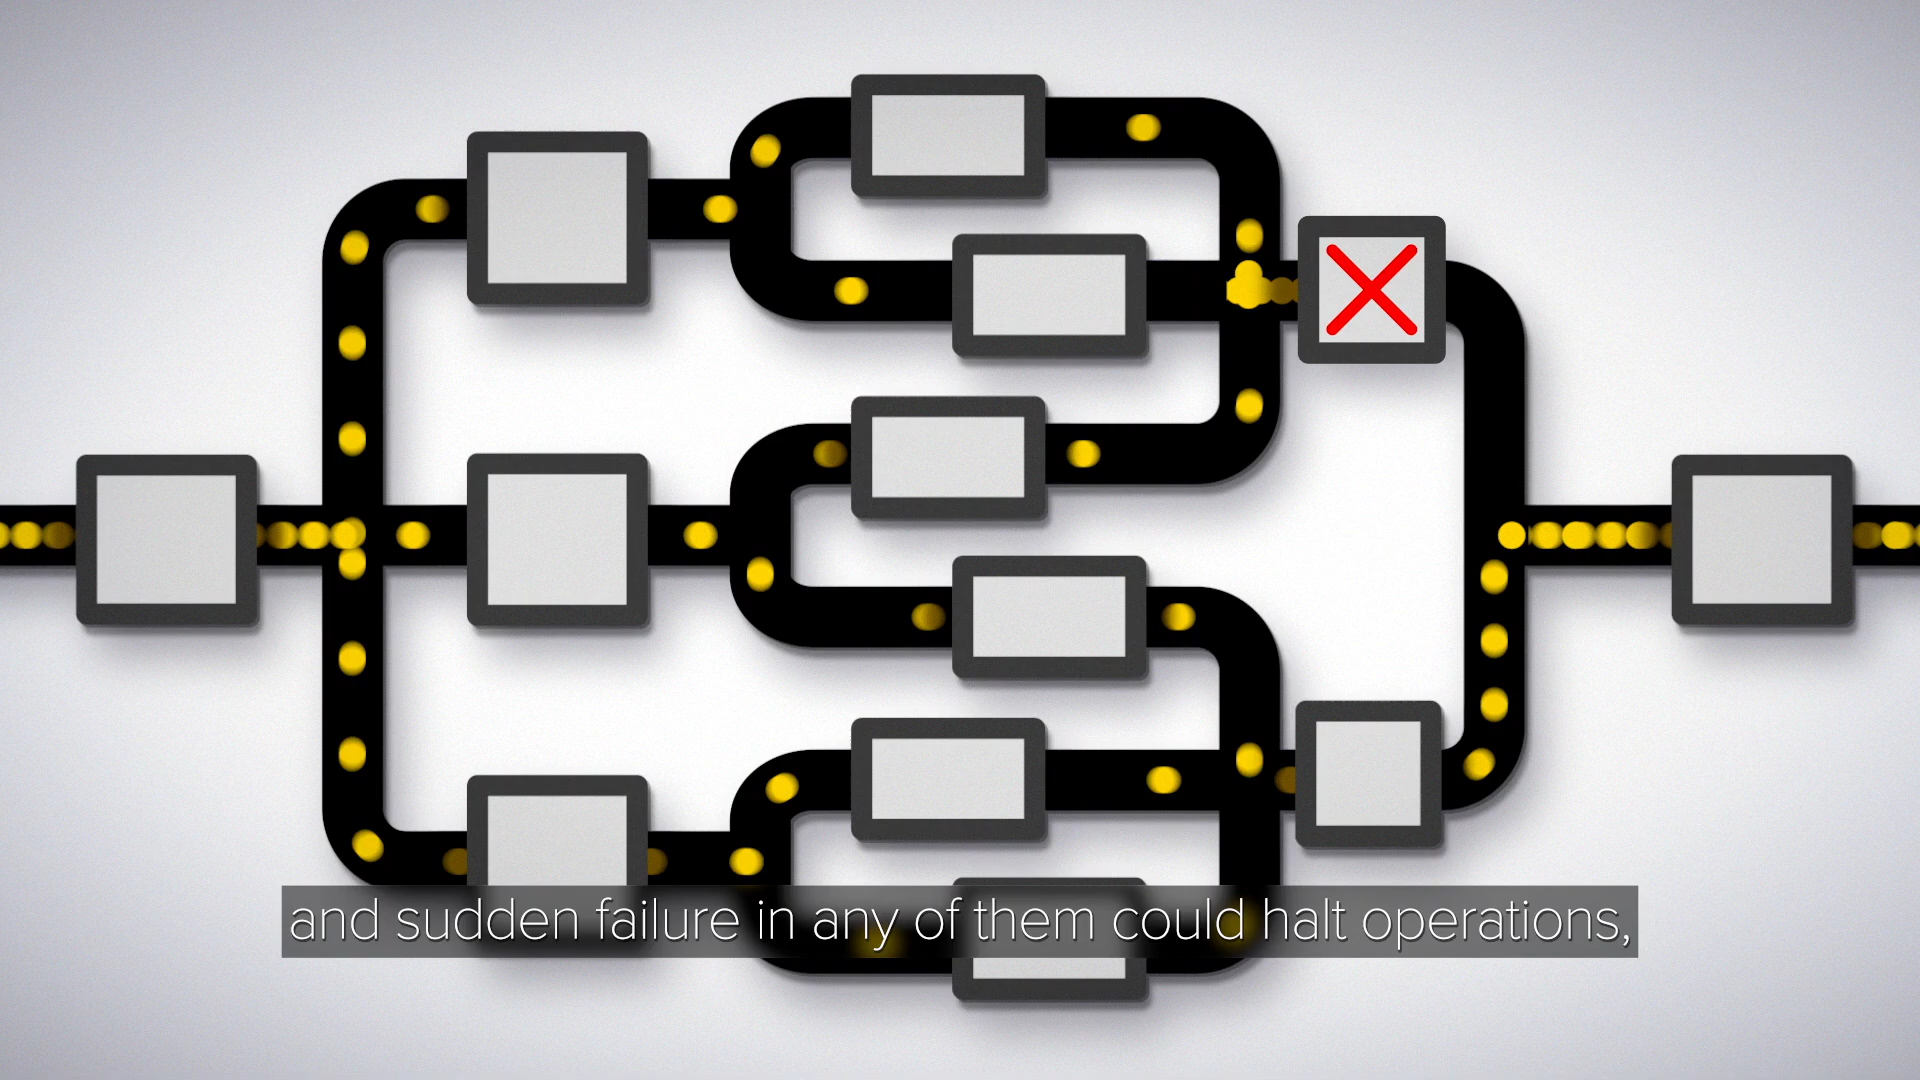 and sudden failure in any of them could halt operations,